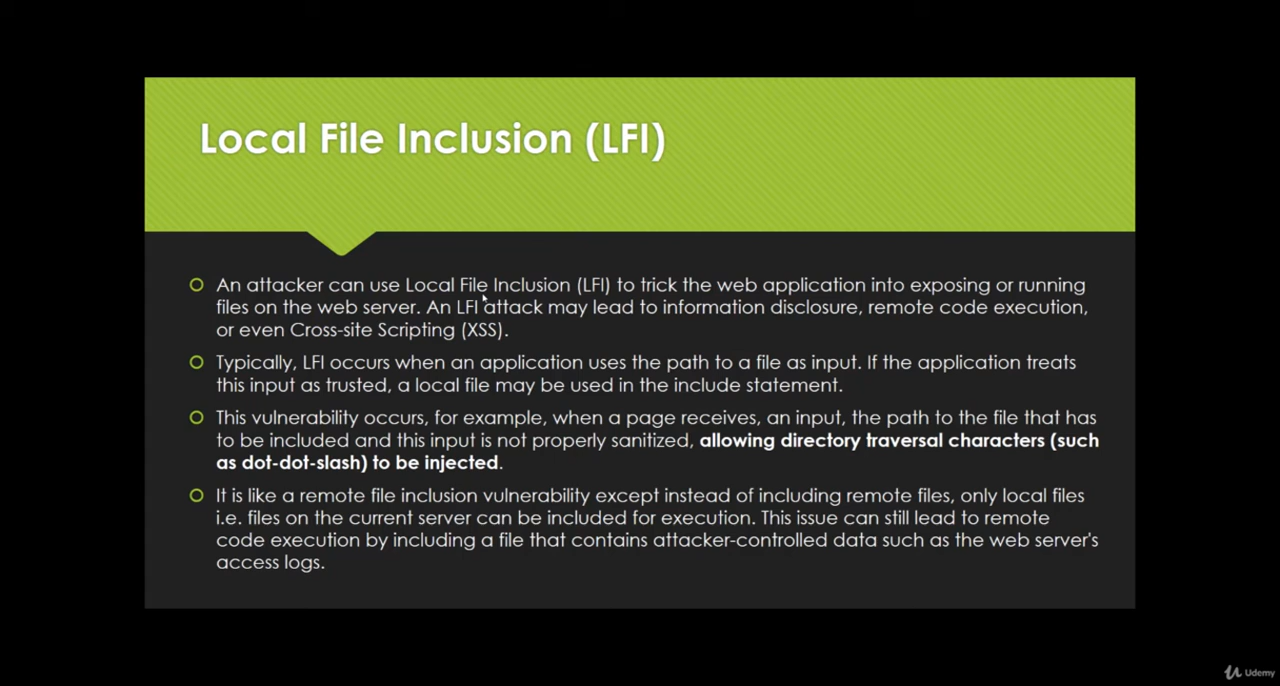 Local File Inclusion (LFI)
An attacker can use Local File Inclusion (LFI) to trick the web application into exposing or running
files on the web server. An LFI attack may lead to information disclosure, remote code execution,
or even Cross-site Scripting (XSS).
Typically, LFI occurs when an application uses the path to a file as input. If the application treats
this input as trusted, a local file may be used in the include statement.
This vulnerability occurs, for example, when a page receives, an input, the path to the file that has
to be included and this input is not properly sanitized, allowing directory traversal characters (such
as dot-dot-slash) to be injected.
It is like a remote file inclusion vulnerability except instead of including remote files, only local files
i.e. files on the current server can be included for execution. This issue can still lead to remote
code execution by including a file that contains attacker-controlled data such as the web server's
access logs.
Udemy